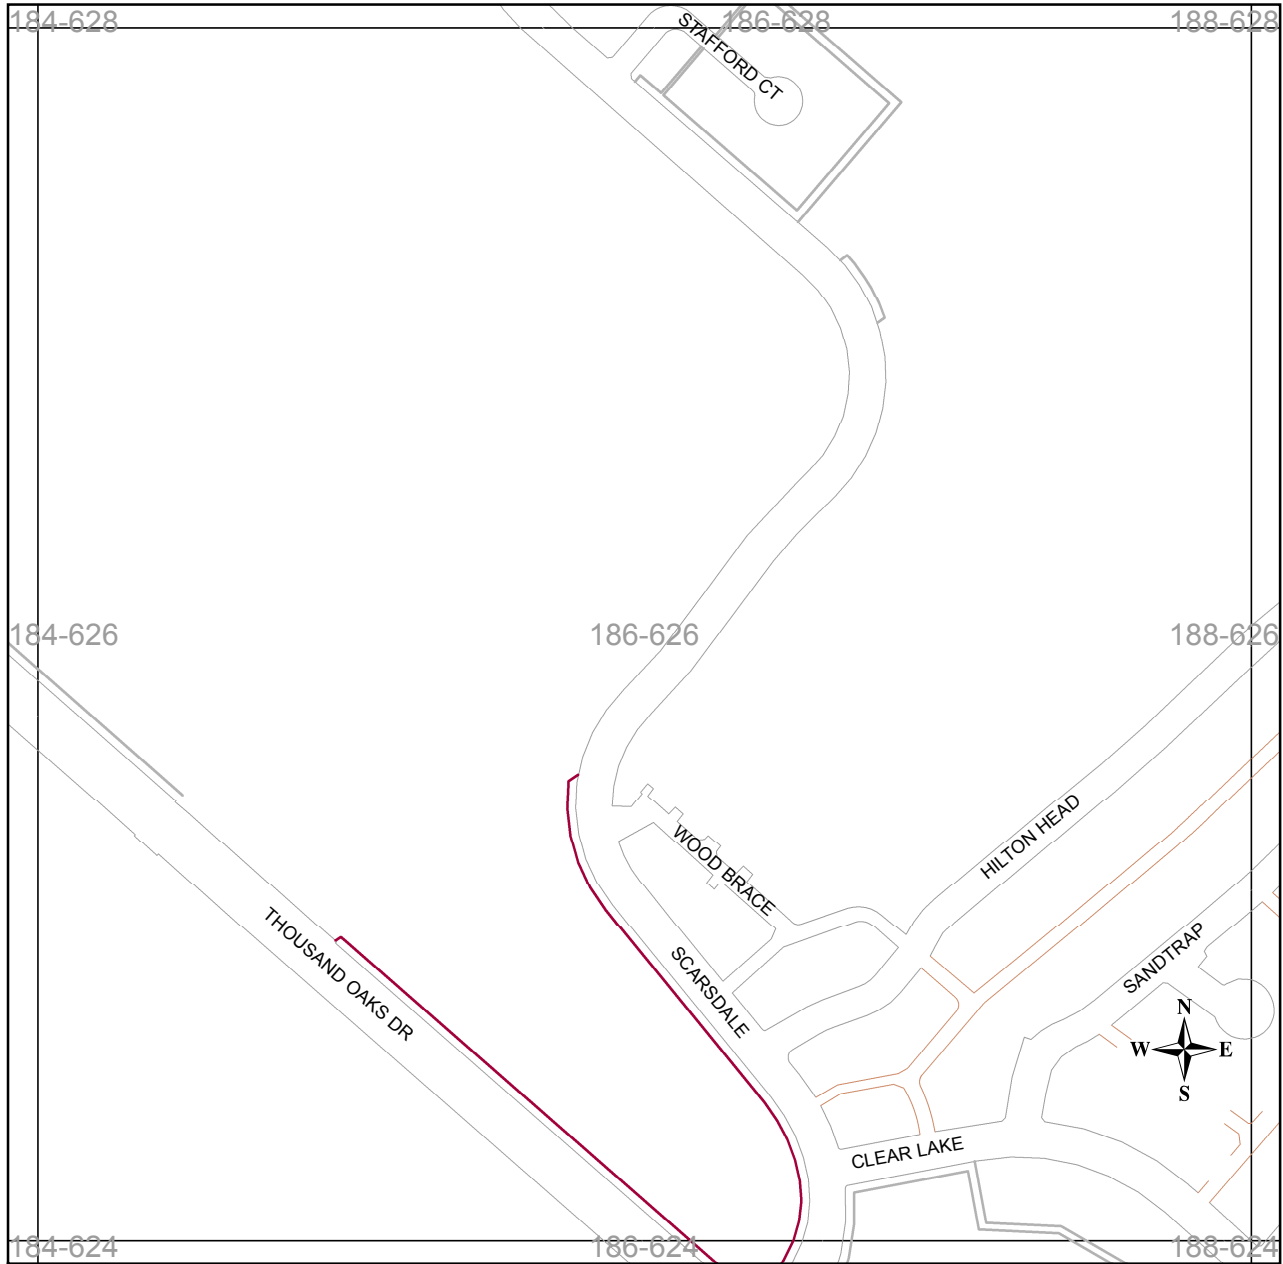 184-628
186-628
188-628
STAFFORD CT
184-626
186-626
188-626
HILTON HEAD
WOOD BRACE
THOUSAND OAKS DR
SCARSDALE
SANDTRAP
N
W E
S
CLEAR LAKE
184-624
186-624
188-624